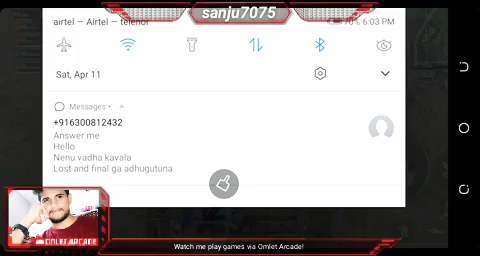 sanju7075
airtel — Airtel — telenor
70% 6:03 PM
Sat, Apr 11
Messages •
+916300812432
Answer me
Hello
Nenu vadha kavala
Lost and final ga adhugutuna
OMLET ARCADE
Watch me play games via Omlet Arcade!